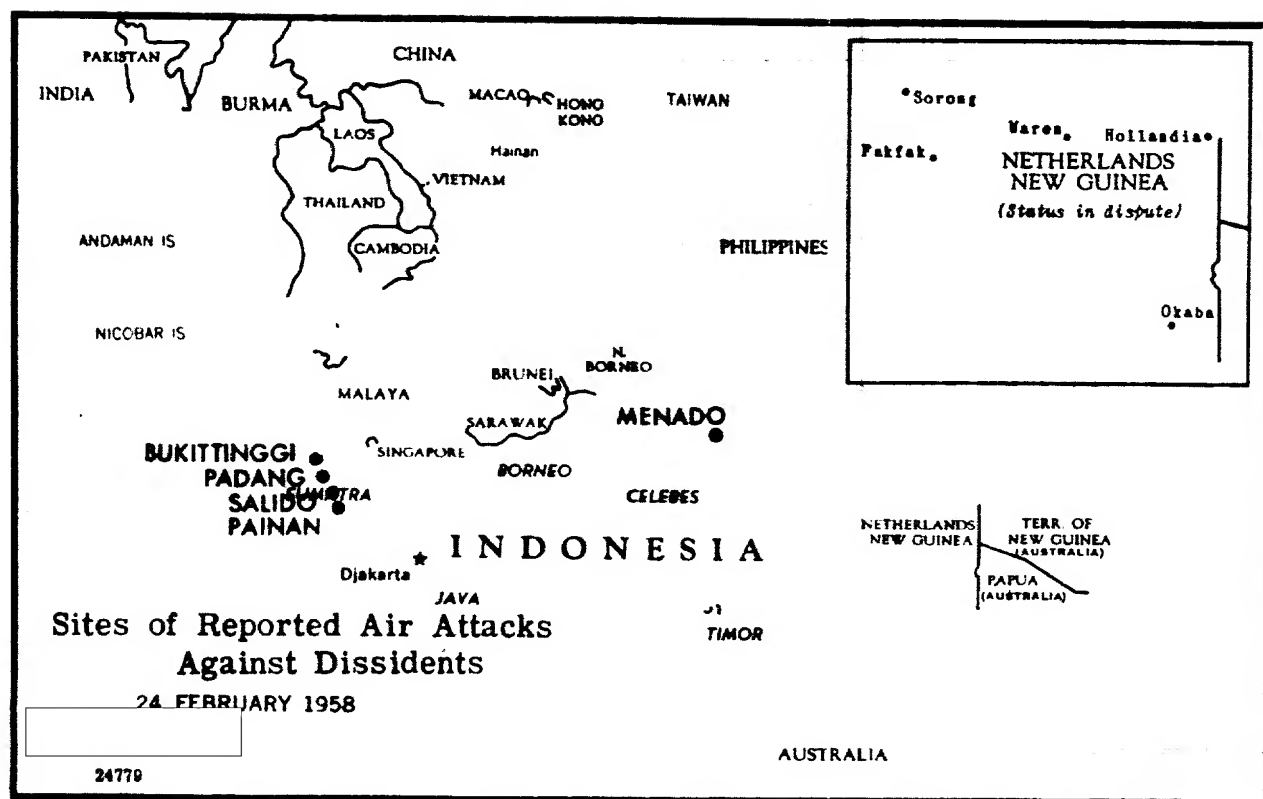 PAKISTAN
CHINA
INDIA
BURMA
MACAO
HONG
KONG
TAIWAN
LAOS
Hainan
VIETNAM
THAILAND
CAMBODIA
ANDAMAN IS
PHILIPPINES
NICOBAR IS
MALAYA
BRUNEI
N.
BORNEO
SARAWAK
MENADO
SINGAPORE
BUKITTINGGI
PADANG
SUMATRA
SALIDO
PAINAN
BORNEO
CELEBES
INDONESIA
Djakarta
JAVA
TIMOR
NETHERLANDS
NEW GUINEA
TERR. OF
NEW GUINEA
(AUSTRALIA)
PAPUA
(AUSTRALIA)
AUSTRALIA
Sorong
Waren
Hollandia
Fakfak
NETHERLANDS
NEW GUINEA
(Status in dispute)
Okaba
Sites of Reported Air Attacks
Against Dissidents
24 FEBRUARY 1958
24779